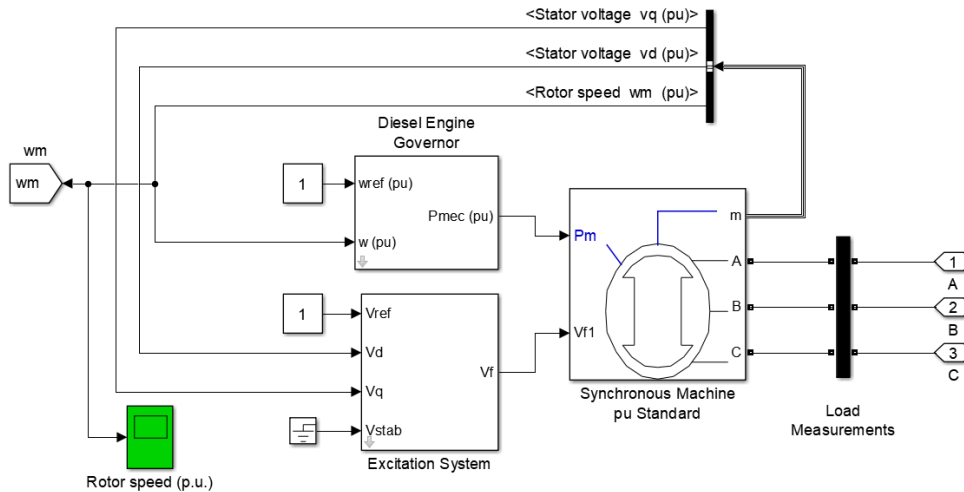 <Stator voltage vq (pu)>
<Stator voltage vd (pu)>
<Rotor speed wm (pu)>
Diesel Engine
Governor
wm
wm
1
wref (pu)
Pmec (pu)
w (pu)
1
Vref
Vd
Vf
Vq
Vstab
Excitation System
Rotor speed (p.u.)
m
Pm
A
B
Vf1
C
Synchronous Machine
pu Standard
Load
Measurements
1
A
2
B
3
C